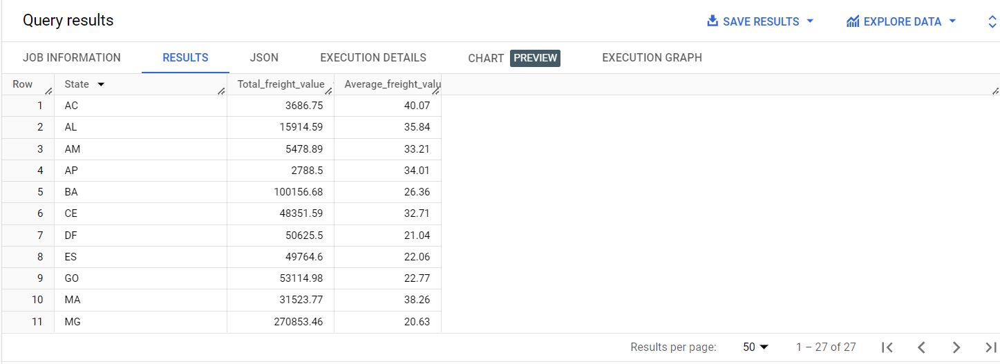 Query results
SAVE RESULTS
EXPLORE DATA
JOB INFORMATION RESULTS JSON EXECUTION DETAILS CHART PREVIEW EXECUTION GRAPH
Row State Total_freight_value Average_freight_valu
1 AC 3686.75 40.07
2 AL 15914.59 35.84
3 AM 5478.89 33.21
4 AP 2788.5 34.01
5 BA 100156.68 26.36
6 CE 48351.59 32.71
7 DF 50625.5 21.04
8 ES 49764.6 22.06
9 GO 53114.98 22.77
10 MA 31523.77 38.26
11 MG 270853.46 20.63
Results per page: 50 1 – 27 of 27